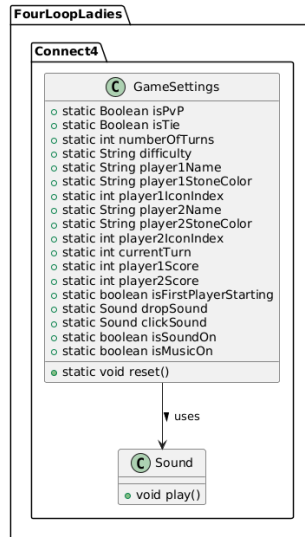 FourLoopLadies
Connect4
C GameSettings
static Boolean isPvP
static Boolean isTie
static int numberOfTurns
static String difficulty
static String player1Name
static String player1StoneColor
static int player1IconIndex
static String player2Name
static String player2StoneColor
static int player2IconIndex
static int currentTurn
static int player1Score
static int player2Score
static boolean isFirstPlayerStarting
static Sound dropSound
static Sound clickSound
static boolean isSoundOn
static boolean isMusicOn
static void reset()
uses
C Sound
void play()